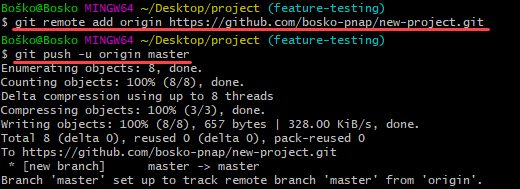 Boško@Bosko MINGW64 ~/Desktop/project (feature-testing)
$ git remote add origin https://github.com/bosko-pnap/new-project.git
Boško@Bosko MINGW64 ~/Desktop/project (feature-testing)
$ git push -u origin master
Enumerating objects: 8, done.
Counting objects: 100% (8/8), done.
Delta compression using up to 8 threads
Compressing objects: 100% (3/3), done.
Writing objects: 100% (8/8), 657 bytes | 328.00 KiB/s, done.
Total 8 (delta 0), reused 0 (delta 0), pack-reused 0
To https://github.com/bosko-pnap/new-project.git
 * [new branch]      master -> master
Branch 'master' set up to track remote branch 'master' from 'origin'.